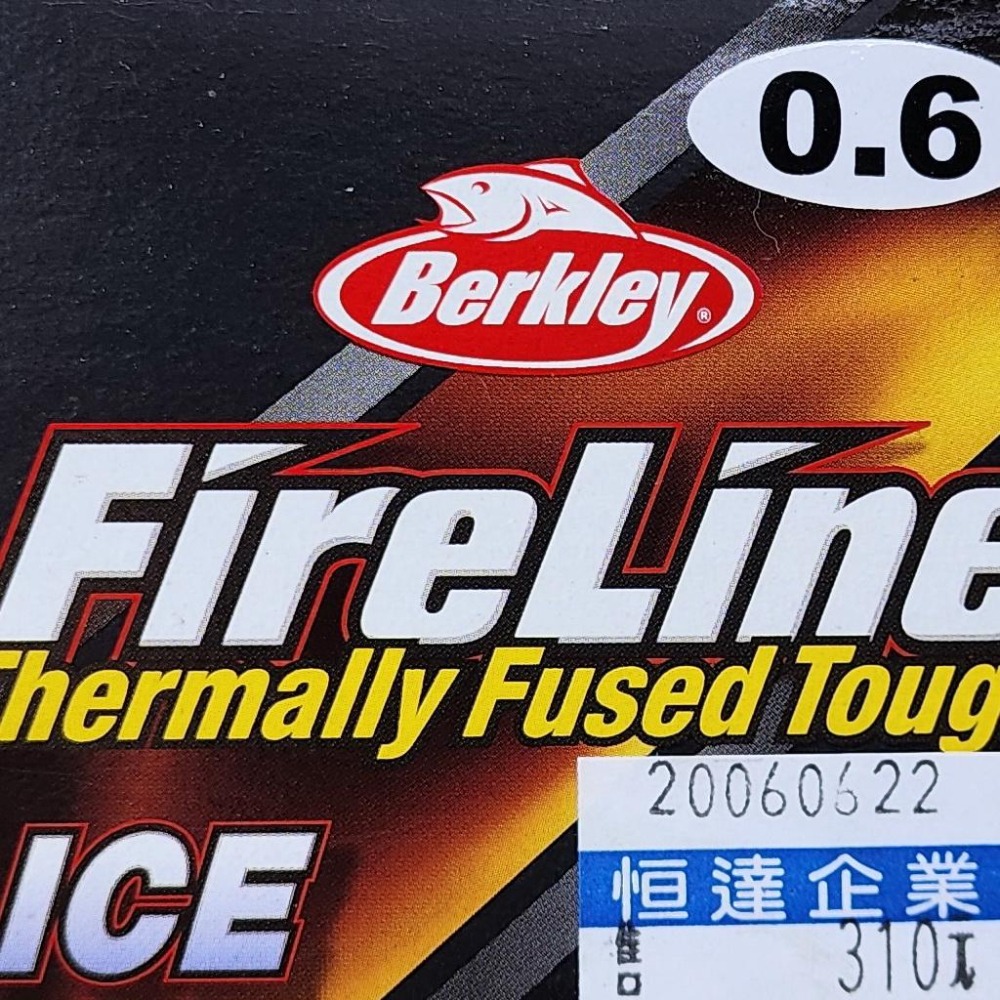 0.6
Berkley®
FireLine
Thermally Fused Toug
ICE
20060622
恒達企業
310